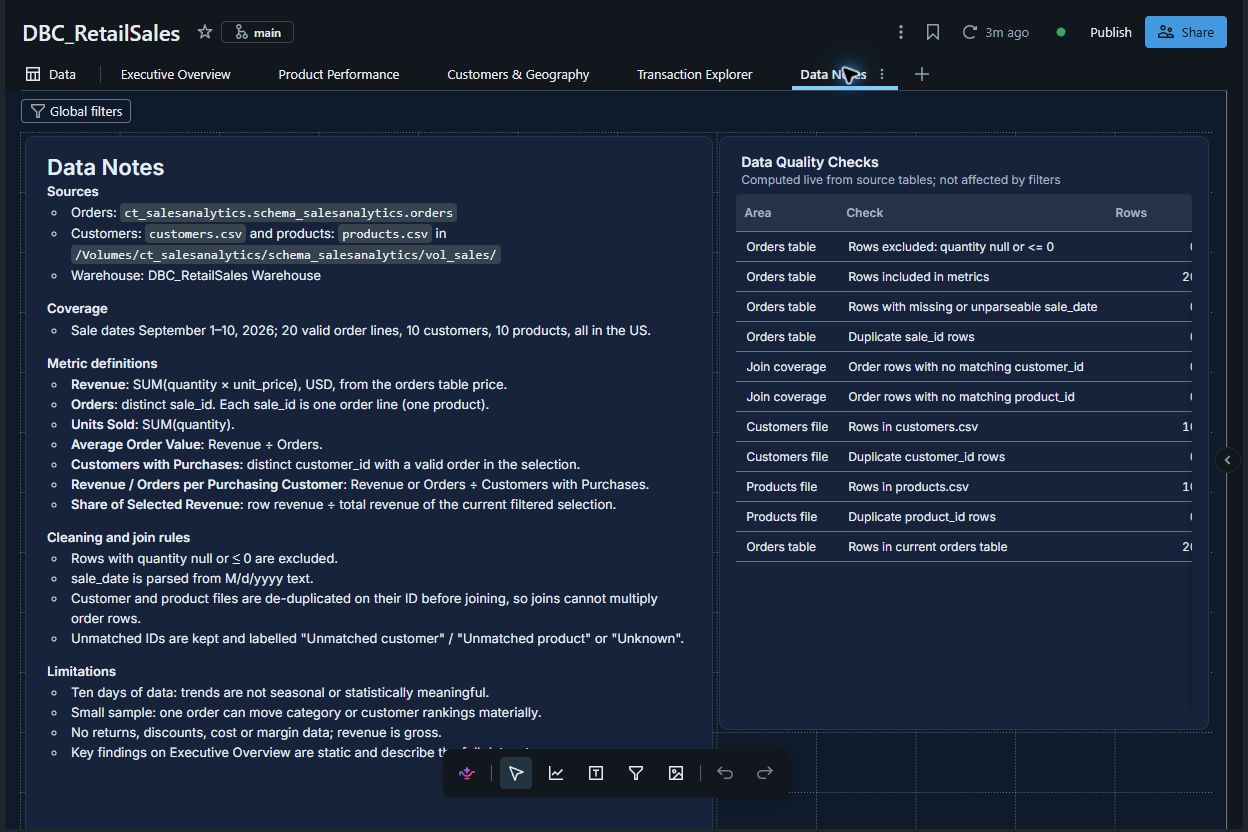 DBC_RetailSales
main
3m ago
Publish
Share
Data
Executive Overview
Product Performance
Customers & Geography
Transaction Explorer
Data
Global filters
Data Notes
Sources
Orders: ct_salesanalytics.schema_salesanalytics.orders
Customers: customers.csv and products: products.csv in
/Volumes/ct_salesanalytics/schema_salesanalytics/vol_sales/
Warehouse: DBC_RetailSales Warehouse
Coverage
Sale dates September 1–10, 2026; 20 valid order lines, 10 customers, 10 products, all in the US.
Metric definitions
Revenue: SUM(quantity × unit_price), USD, from the orders table price.
Orders: distinct sale_id. Each sale_id is one order line (one product).
Units Sold: SUM(quantity).
Average Order Value: Revenue ÷ Orders.
Customers with Purchases: distinct customer_id with a valid order in the selection.
Revenue / Orders per Purchasing Customer: Revenue or Orders ÷ Customers with Purchases.
Share of Selected Revenue: row revenue ÷ total revenue of the current filtered selection.
Cleaning and join rules
Rows with quantity null or ≤ 0 are excluded.
sale_date is parsed from M/d/yyyy text.
Customer and product files are de-duplicated on their ID before joining, so joins cannot multiply
order rows.
Unmatched IDs are kept and labelled "Unmatched customer" / "Unmatched product" or "Unknown".
Limitations
Ten days of data: trends are not seasonal or statistically meaningful.
Small sample: one order can move category or customer rankings materially.
No returns, discounts, cost or margin data; revenue is gross.
Key findings on Executive Overview are static and describe
Data Quality Checks
Computed live from source tables; not affected by filters
Area Check Rows
Orders table Rows excluded: quantity null or <= 0
Orders table Rows included in metrics
Orders table Rows with missing or unparseable sale_date
Orders table Duplicate sale_id rows
Join coverage Order rows with no matching customer_id
Join coverage Order rows with no matching product_id
Customers file Rows in customers.csv
Customers file Duplicate customer_id rows
Products file Rows in products.csv
Products file Duplicate product_id rows
Orders table Rows in current orders table